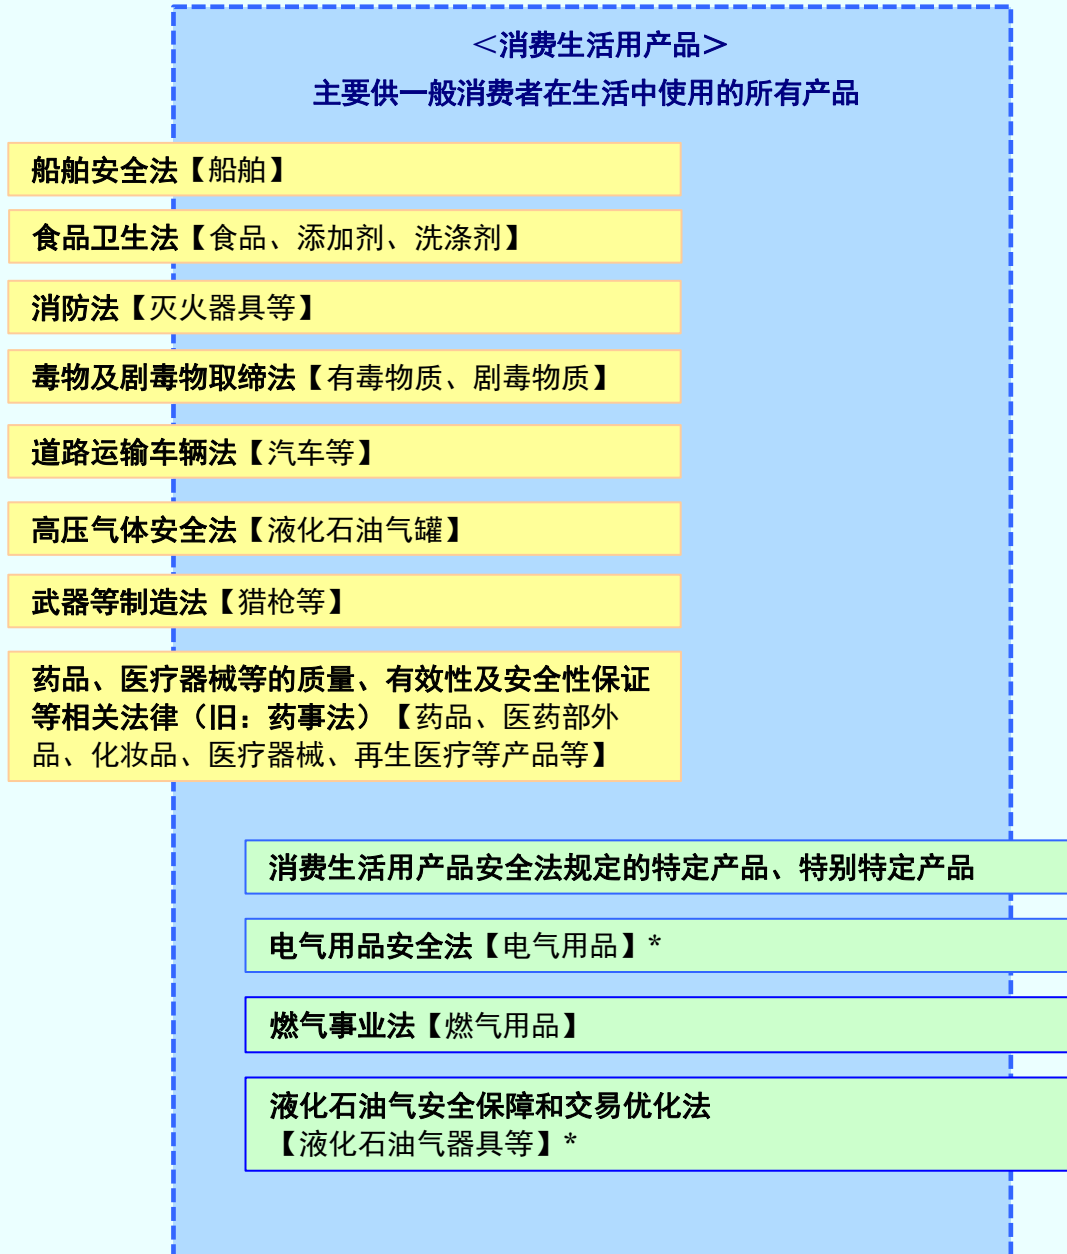 ＜消费生活用产品＞
主要供一般消费者在生活中使用的所有产品
船舶安全法【船舶】
食品卫生法【食品、添加剂、洗涤剂】
消防法【灭火器具等】
毒物及剧毒物取缔法【有毒物质、剧毒物质】
道路运输车辆法【汽车等】
高压气体安全法【液化石油气罐】
武器等制造法【猎枪等】
药品、医疗器械等的质量、有效性及安全性保证
等相关法律（旧：药事法）【药品、医药部外
品、化妆品、医疗器械、再生医疗等产品等】
消费生活用产品安全法规定的特定产品、特别特定产品
电气用品安全法【电气用品】*
燃气事业法【燃气用品】
液化石油气安全保障和交易优化法
【液化石油气器具等】*